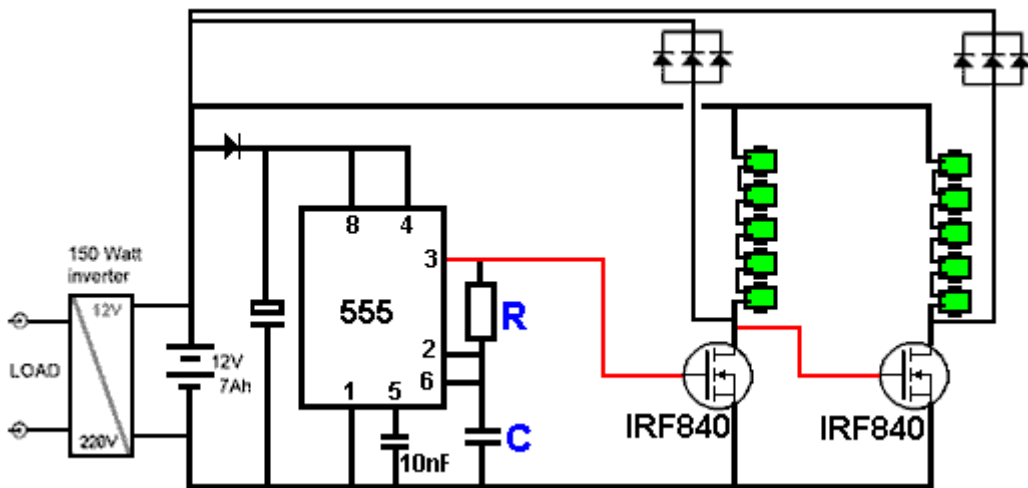 150 Watt
inverter
12V
LOAD
220V
12V
7Ah
8 4
3
555
R
2
6
1 5
10nF
C
IRF840
IRF840